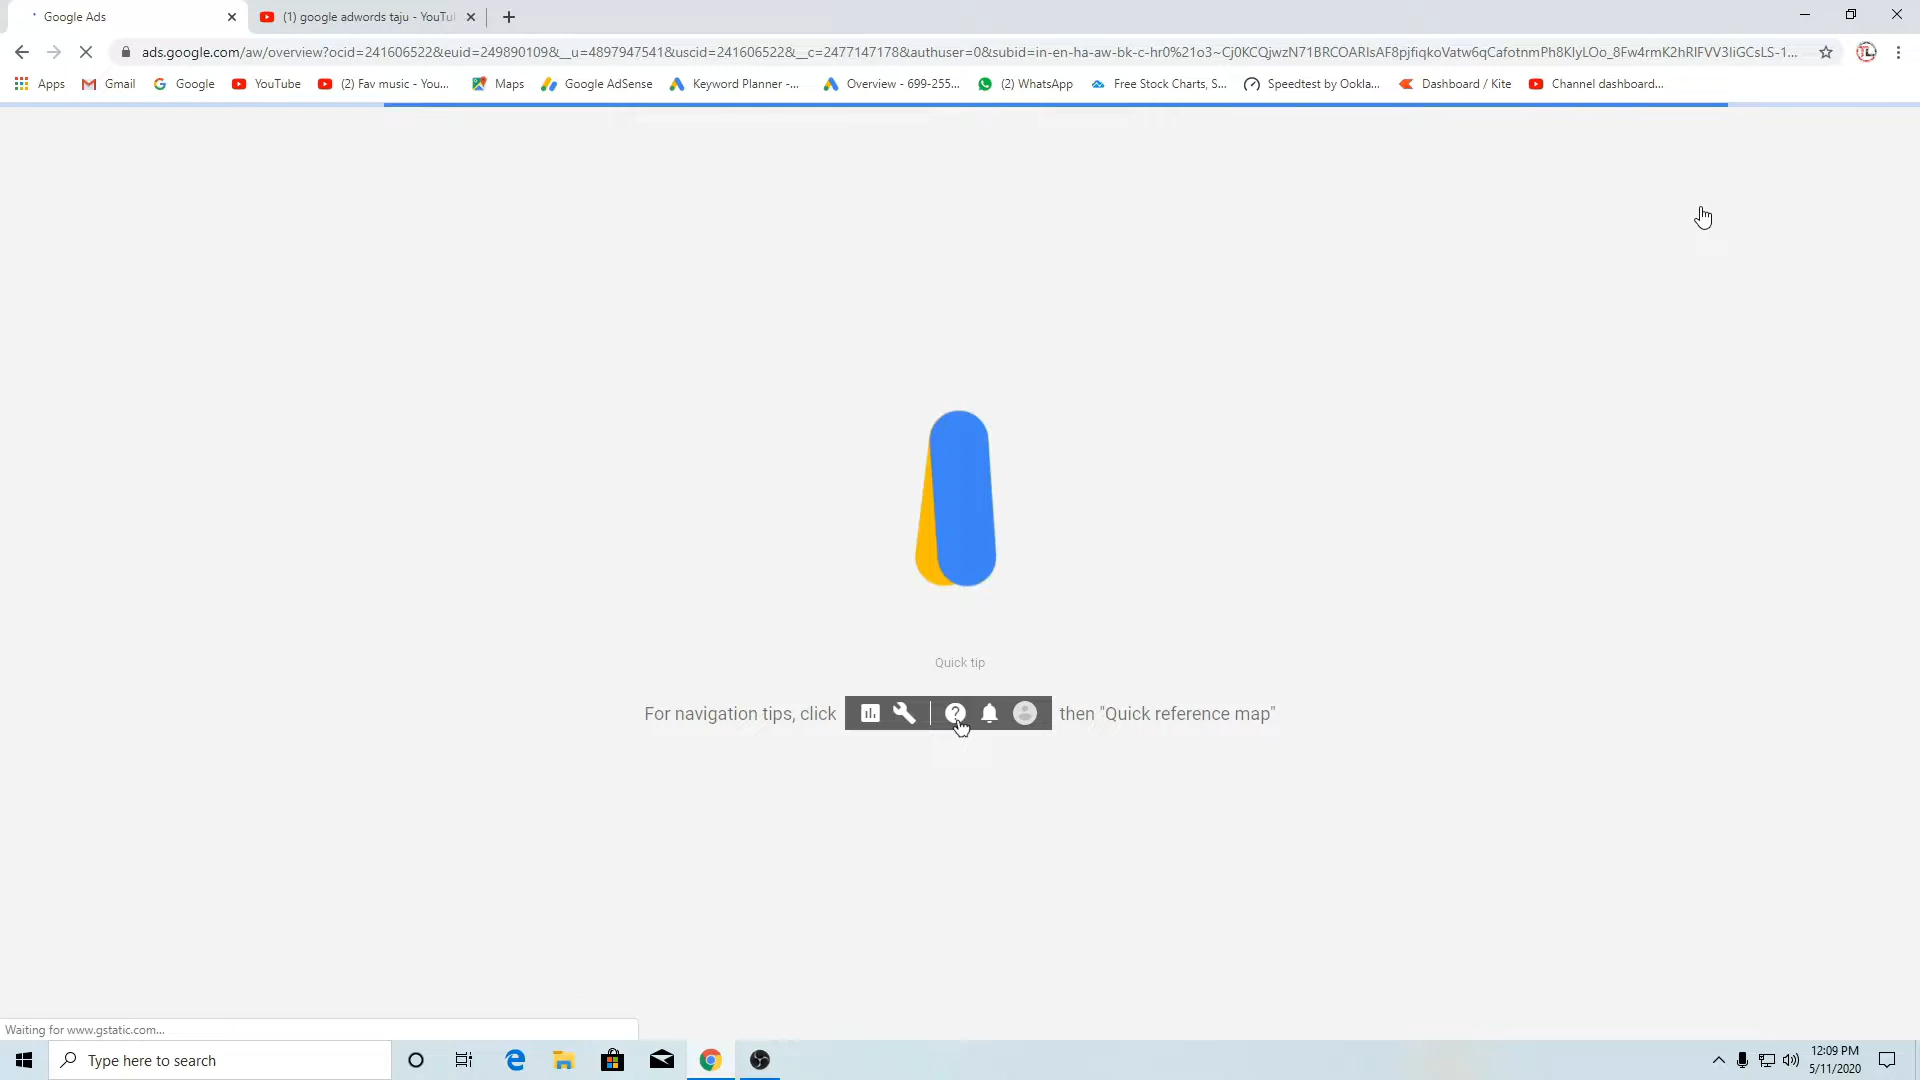 Google Ads
(1) google adwords taju - YouTu
ads.google.com/aw/overview?ocid=241606522&euid=249890109&__u=4897947541&uscid=241606522&__c=2477147178&authuser=0&subid=in-en-ha-aw-bk-c-hr0%21o3~Cj0KCQjwzN71BRCOARIsAF8pjfiqkoVatw6qCafotnmPh8KlyLOo_8Fw4rmK2hRIFVV3liGCsLS-1...
Apps
Gmail
Google
YouTube
(2) Fav music - You...
Maps
Google AdSense
Keyword Planner -...
Overview - 699-255...
(2) WhatsApp
Free Stock Charts, S...
Speedtest by Ookla...
Dashboard / Kite
Channel dashboard...
Quick tip
For navigation tips, click then "Quick reference map"
Waiting for www.gstatic.com...
Type here to search
12:09 PM
5/11/2020